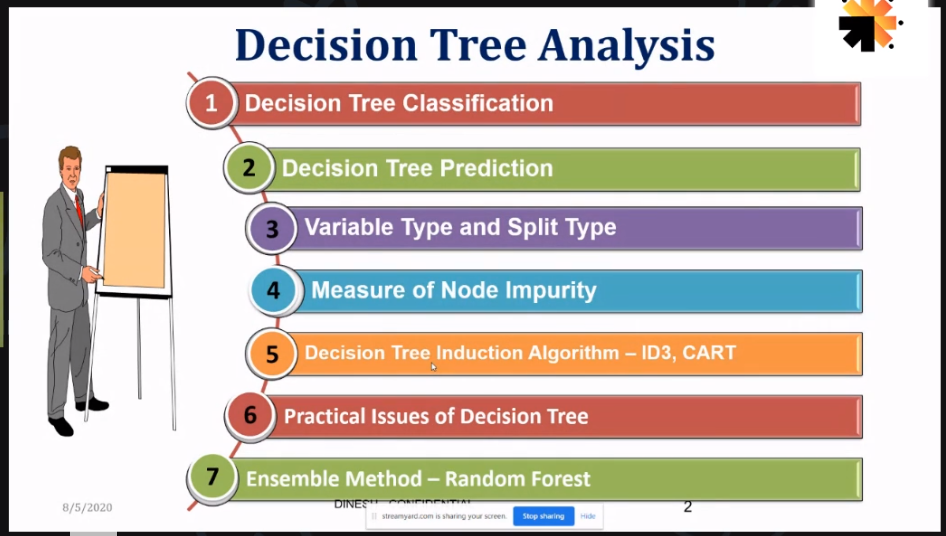 Decision Tree Analysis
1 Decision Tree Classification
2 Decision Tree Prediction
3 Variable Type and Split Type
4 Measure of Node Impurity
5 Decision Tree Induction Algorithm – ID3, CART
6 Practical Issues of Decision Tree
7 Ensemble Method – Random Forest
8/5/2020
2
streamyard.com is sharing your screen. Stop sharing Hide